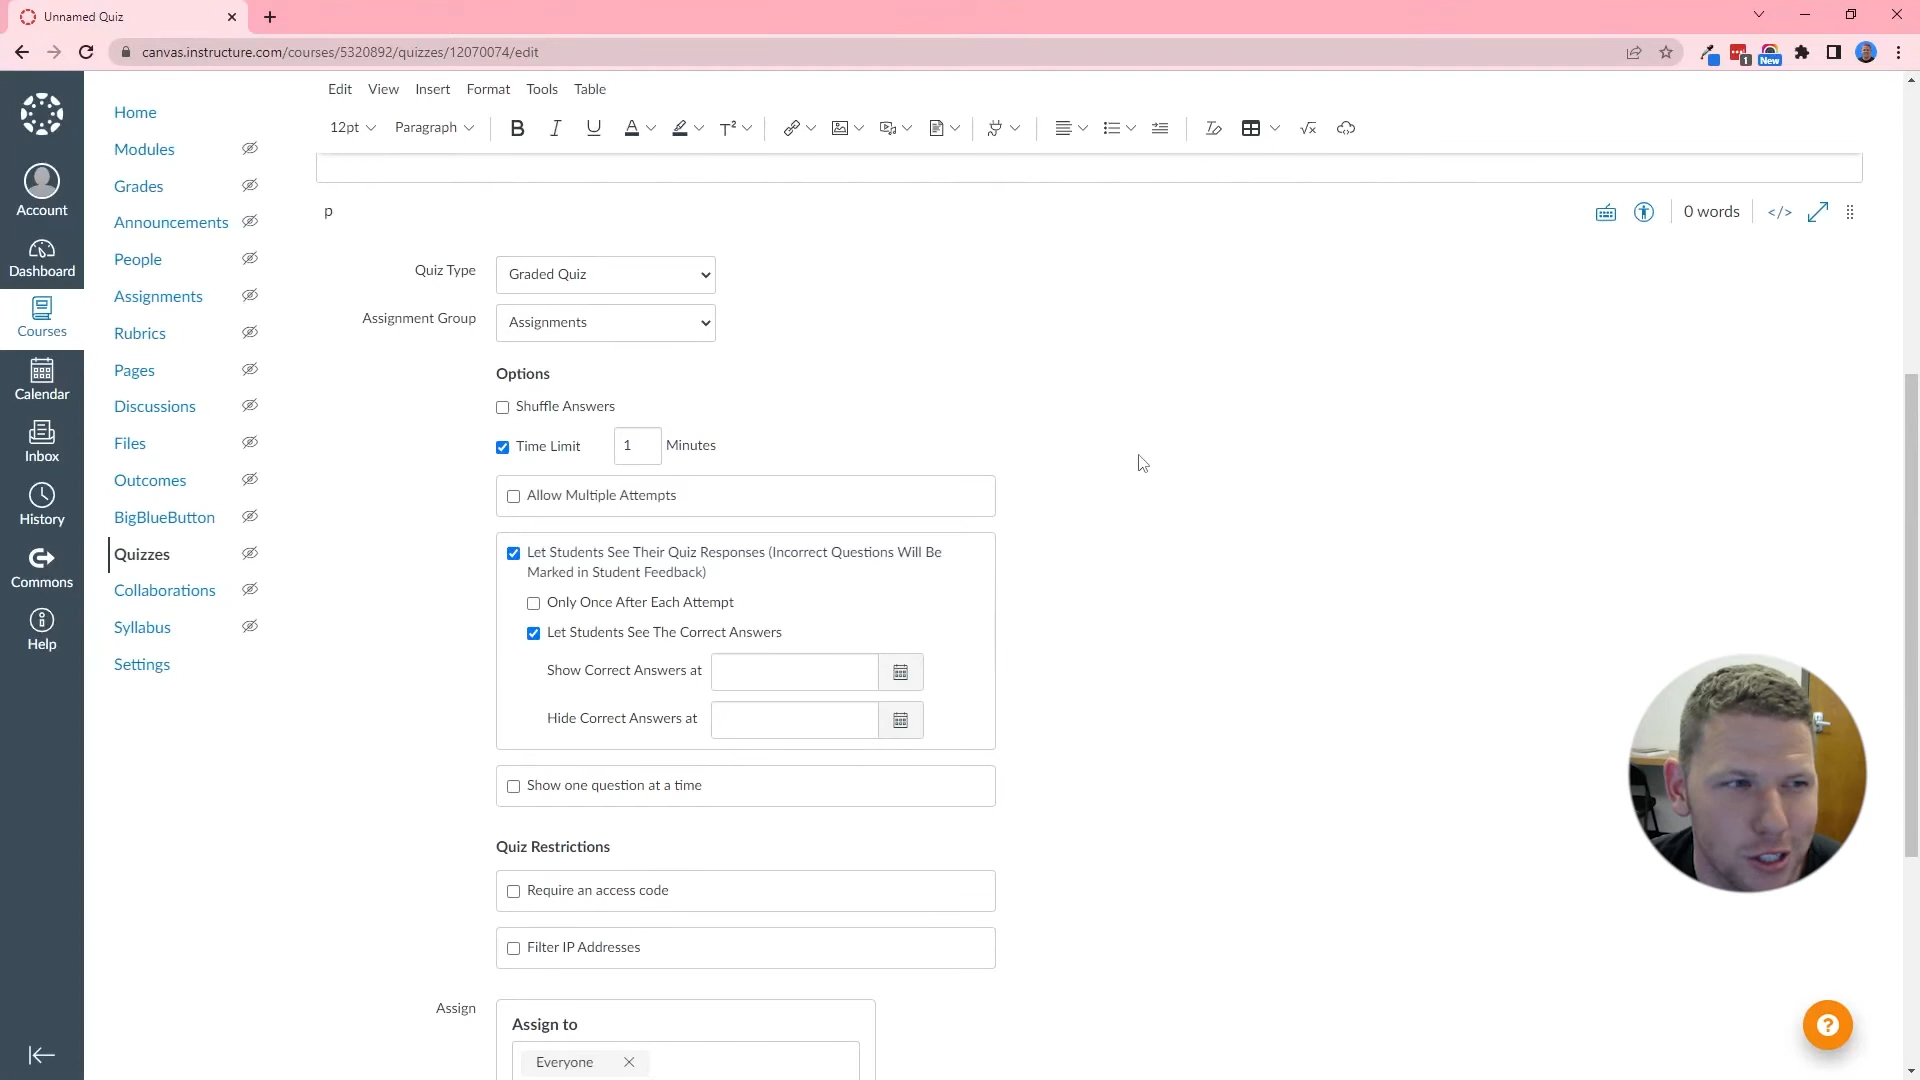 Unnamed Quiz
canvas.instructure.com/courses/5320892/quizzes/12070074/edit
1
New
Account
Dashboard
Courses
Calendar
Inbox
History
Commons
Help
Home
Modules
Grades
Announcements
People
Assignments
Rubrics
Pages
Discussions
Files
Outcomes
BigBlueButton
Quizzes
Collaborations
Syllabus
Settings
Edit View Insert Format Tools Table
12pt Paragraph B I U A T²
p
0 words </>
Quiz Type Graded Quiz
Assignment Group Assignments
Options
Shuffle Answers
Time Limit 1 Minutes
Allow Multiple Attempts
Let Students See Their Quiz Responses (Incorrect Questions Will Be
Marked in Student Feedback)
Only Once After Each Attempt
Let Students See The Correct Answers
Show Correct Answers at
Hide Correct Answers at
Show one question at a time
Quiz Restrictions
Require an access code
Filter IP Addresses
Assign
Assign to
Everyone
?